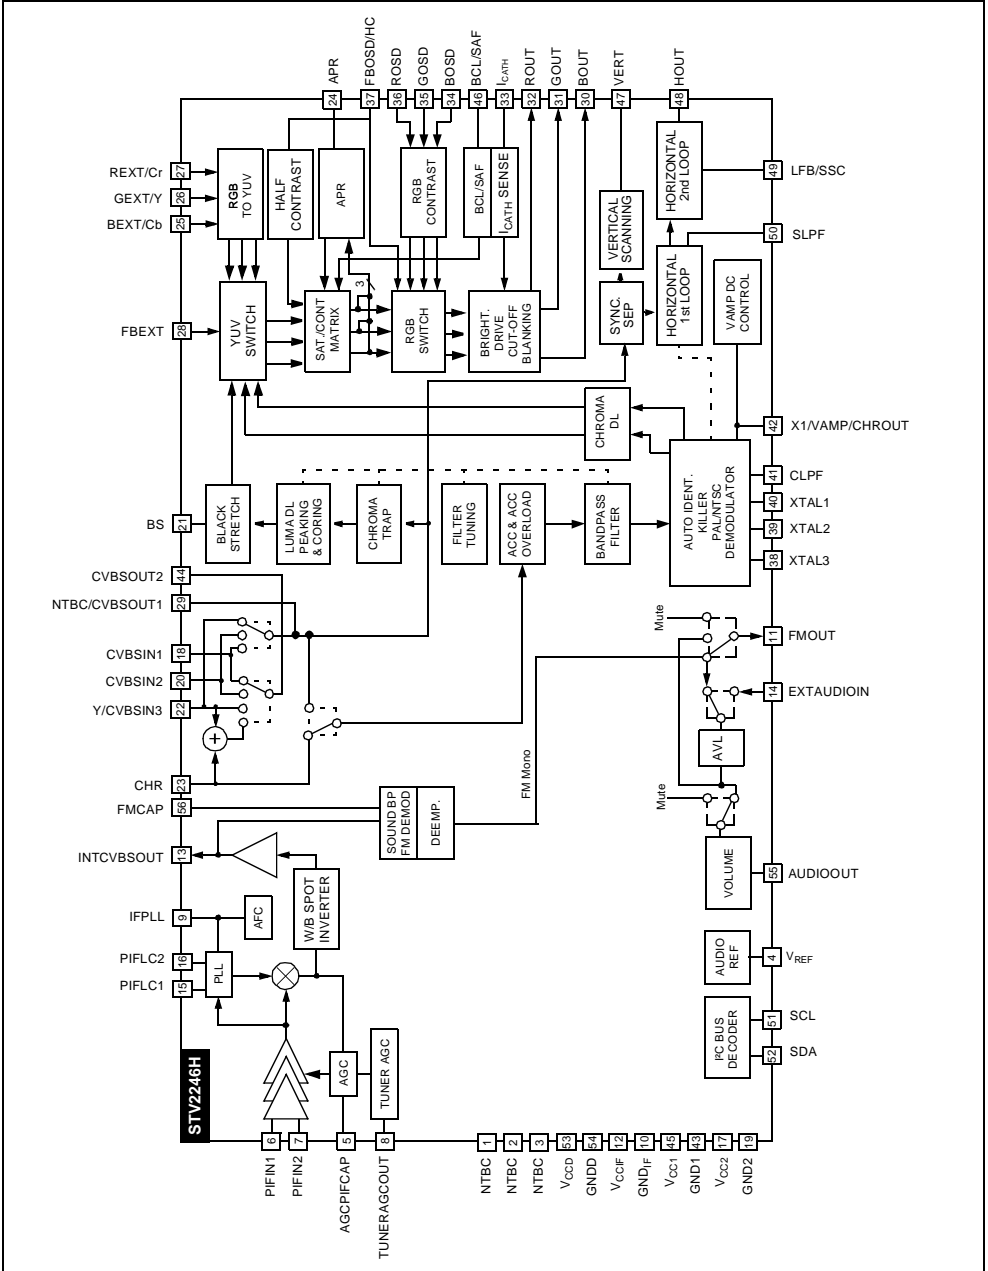 APR
FBOSD/HC
ROSD
GOSD
BOSD
BCL/SAF
ICATH
ROUT
GOUT
BOUT
VERT
HOUT
24
37
36
35
34
46
33
32
31
30
47
48
REXT/Cr
27
GEXT/Y
26
BEXT/Cb
25
RGB
TO YUV
HALF
CONTRAST
APR
RGB
CONTRAST
BCL/SAF
ICATH SENSE
VERTICAL
SCANNING
HORIZONTAL
2nd LOOP
49
LFB/SSC
50
SLPF
FBEXT
28
YUV
SWITCH
SAT./CONT
MATRIX
3
RGB
SWITCH
BRIGHT.
DRIVE
CUT-OFF
BLANKING
SYNC.
SEP
HORIZONTAL
1st LOOP
VAMP DC
CONTROL
CHROMA
DL
42
X1/VAMP/CHROUT
BS
21
BLACK
STRETCH
LUMA DL
PEAKING
& CORING
CHROMA
TRAP
FILTER
TUNING
ACC & ACC
OVERLOAD
BANDPASS
FILTER
AUTO IDENT.
KILLER
PAL/NTSC
DEMODULATOR
41
CLPF
40
XTAL1
39
XTAL2
38
XTAL3
CVBSOUT2
44
NTBC/CVBSOUT1
29
CVBSIN1
18
CVBSIN2
20
Y/CVBSIN3
22
+
CHR
23
FMCAP
56
INTCVBSOUT
13
SOUND BP
FM DEMOD
DEEMP.
FM Mono
Mute
11
FMOUT
14
EXTAUDIOIN
AVL
Mute
VOLUME
55
AUDIOOUT
IFPLL
9
AFC
W/B SPOT
INVERTER
PIFLC2
16
PLL
PIFLC1
15
AUDIO
REF
4
VREF
I²C BUS
DECODER
51
SCL
52
SDA
STV2246H
AGC
TUNER AGC
6
7
5
8
1
2
3
53
54
12
10
45
43
17
19
PIFIN1
PIFIN2
AGCPIFCAP
TUNERAGCOUT
NTBC
NTBC
NTBC
VCCD
GNDD
VCCIF
GNDIF
VCC1
GND1
VCC2
GND2